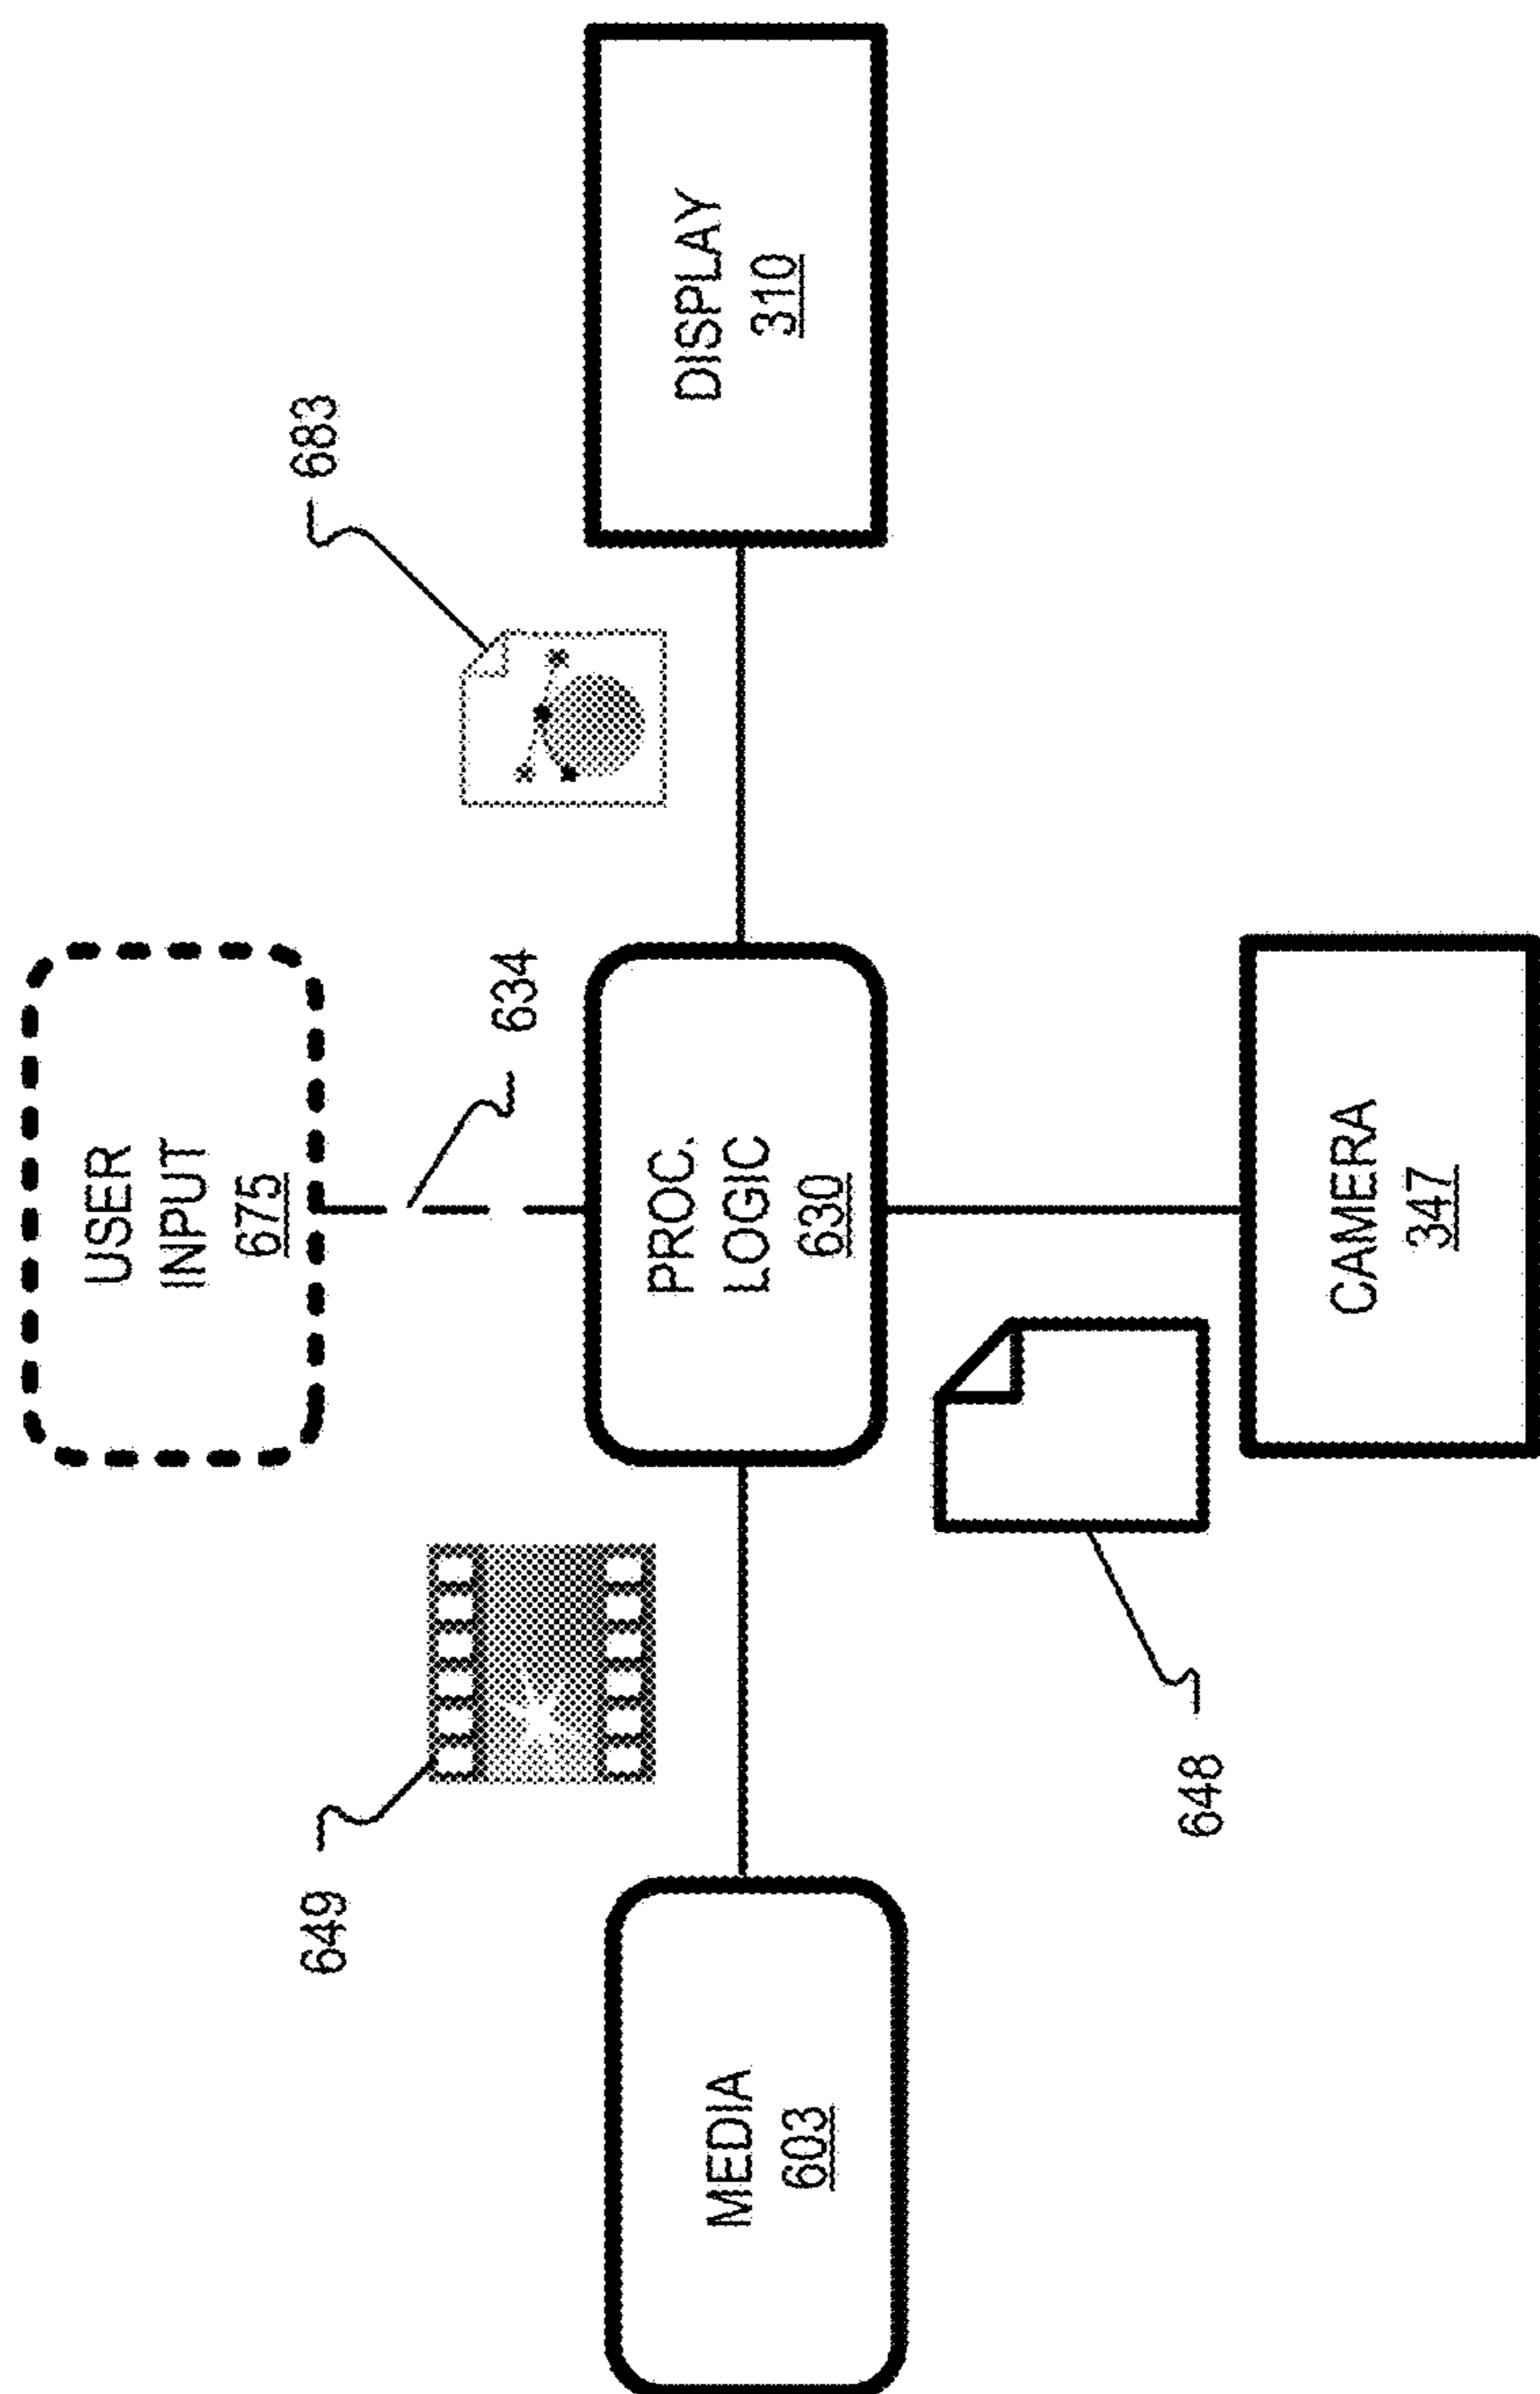 USER
INPUT
675
649
683
634
MEDIA
603
PROC.
LOGIC
630
DISPLAY
310
648
CAMERA
347